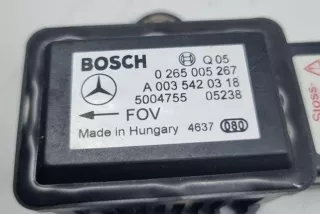 BOSCH Q 05
0 265 005 267
A 003 542 03 18
5004755 05238
← FOV
Made in Hungary 4637 080